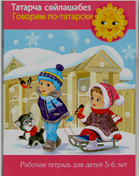 Татарча сөйләшәбез
Говорим по-татарски
Рабочая тетрадь для детей 5-6 лет